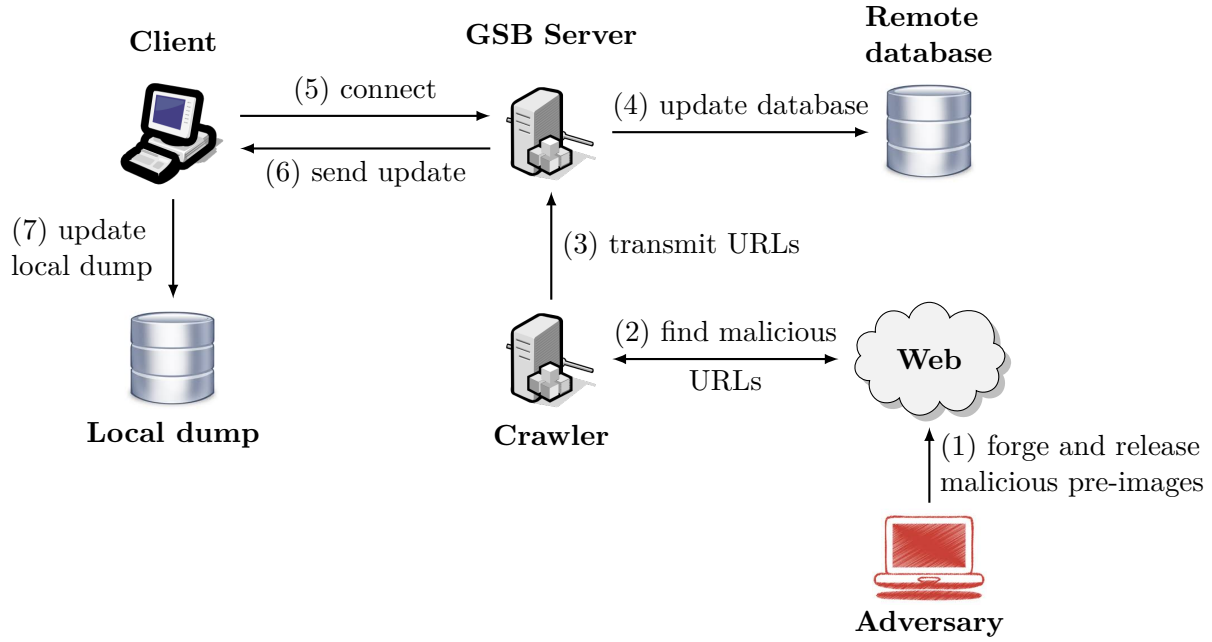 Client
GSB Server
Remote
database
(5) connect
(4) update database
(6) send update
(7) update
local dump
(3) transmit URLs
(2) find malicious
URLs
Web
Local dump
Crawler
(1) forge and release
malicious pre-images
Adversary